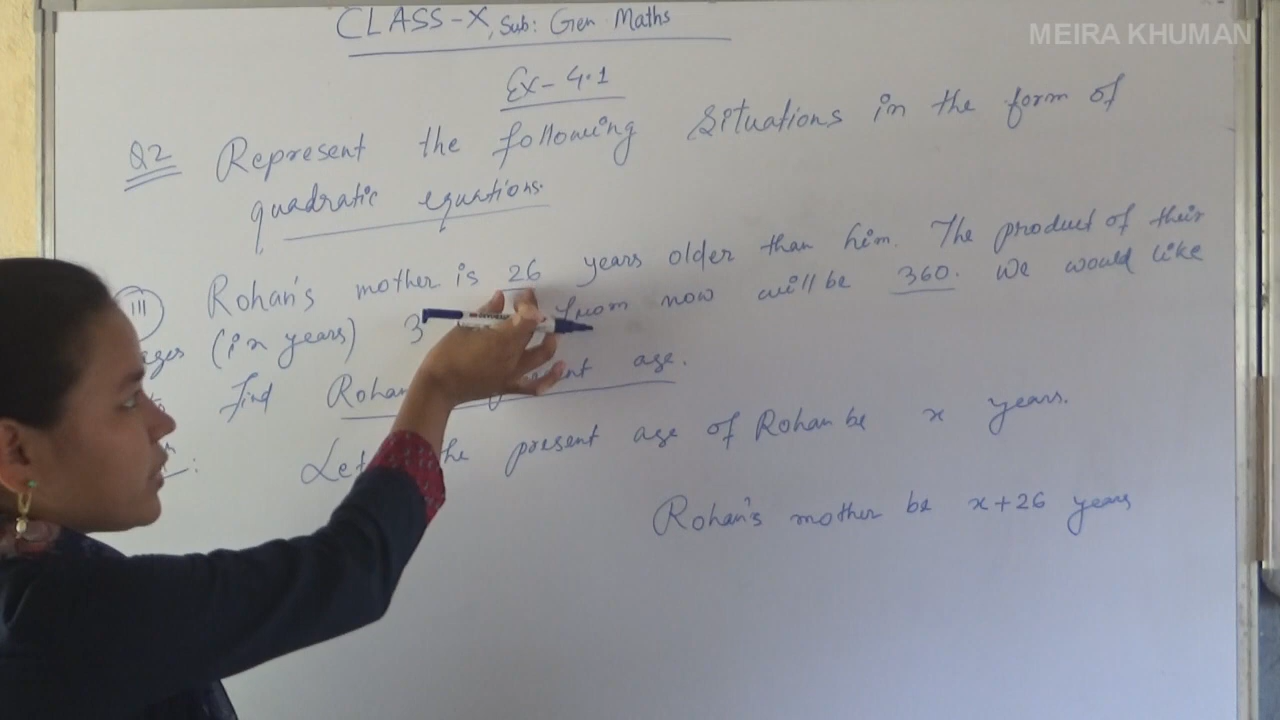 MEIRA KHUMAN
CLASS-X, Sub: Gen Maths
Ex-4.1
Q2 Represent the following situations in the form of
quadratic equations.
III Rohan's mother is 26 years older than him. The product of their
ages (in years) 3 from now will be 360. We would like
to find Rohan present age.
Let the present age of Rohan be x years.
Rohan's mother be x+26 years